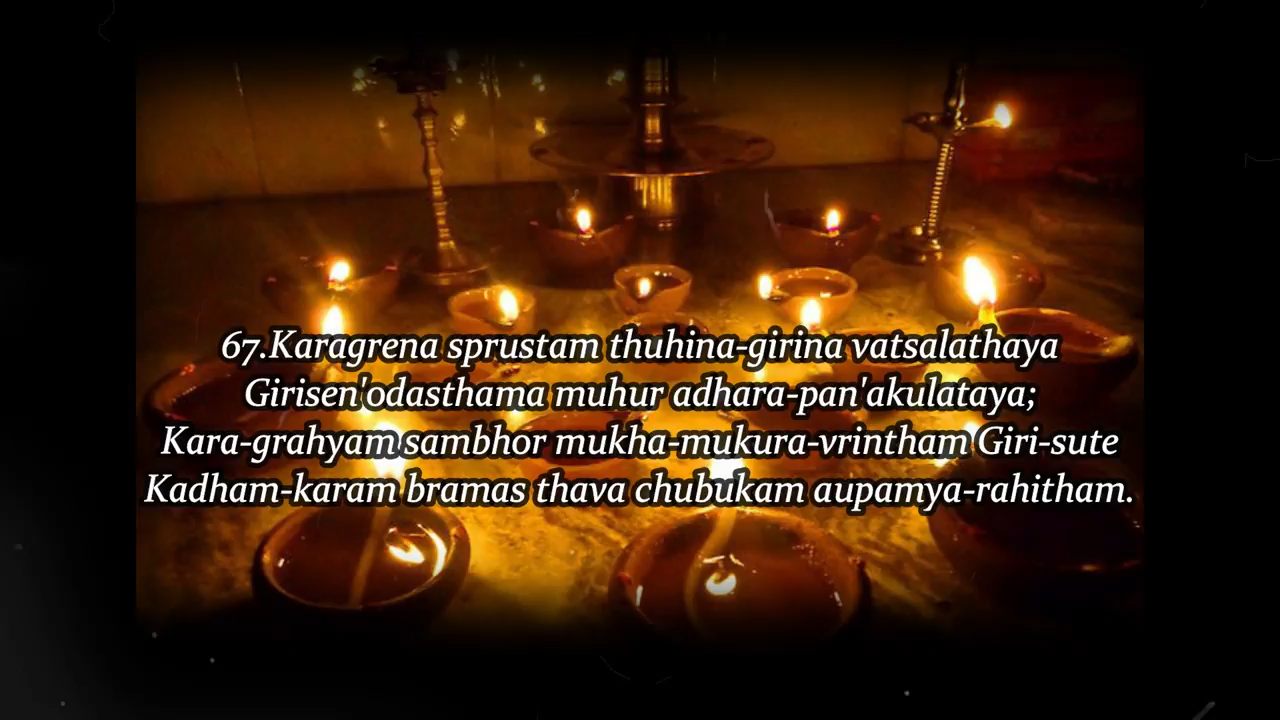 67.Karagrena sprustam thuhina-girina vatsalathaya
Girisen'odasthama muhur adhara-pan'akulataya;
Kara-grahyam sambhor mukha-mukura-vrintham Giri-sute
Kadham-karam bramas thava chubukam aupamya-rahitham.